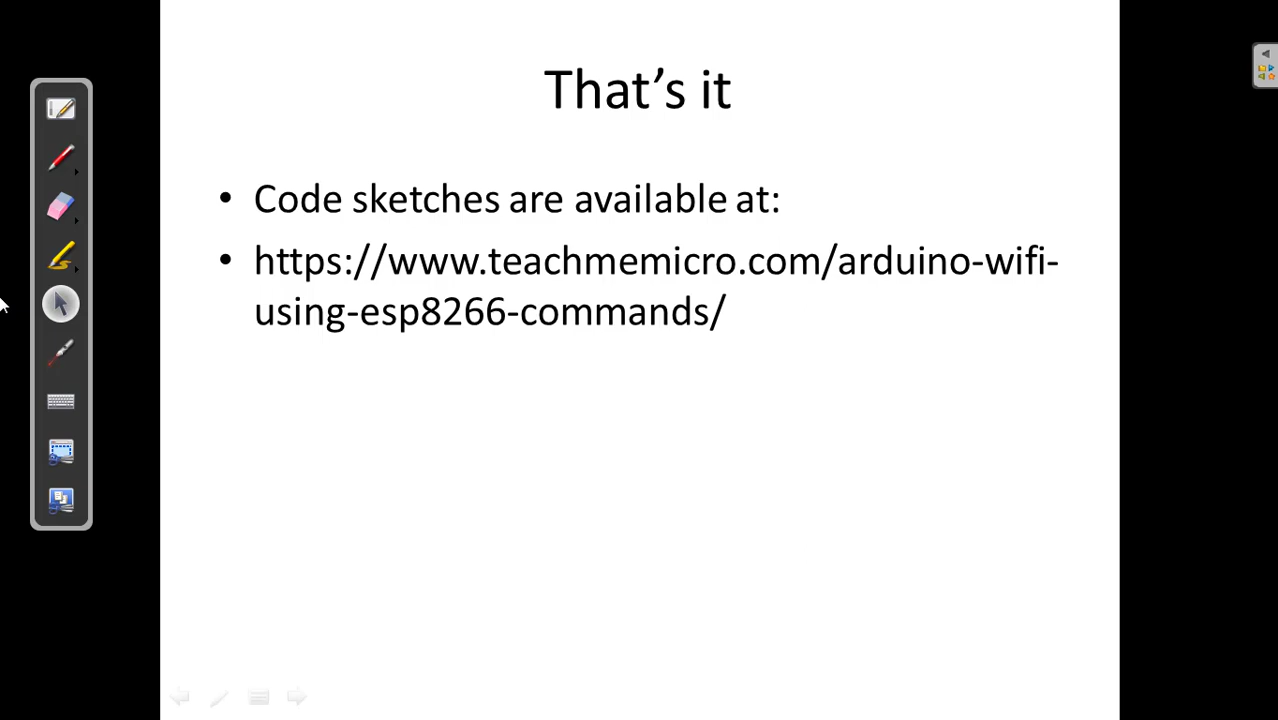 That’s it
• Code sketches are available at:
• https://www.teachmemicro.com/arduino-wifi-
using-esp8266-commands/